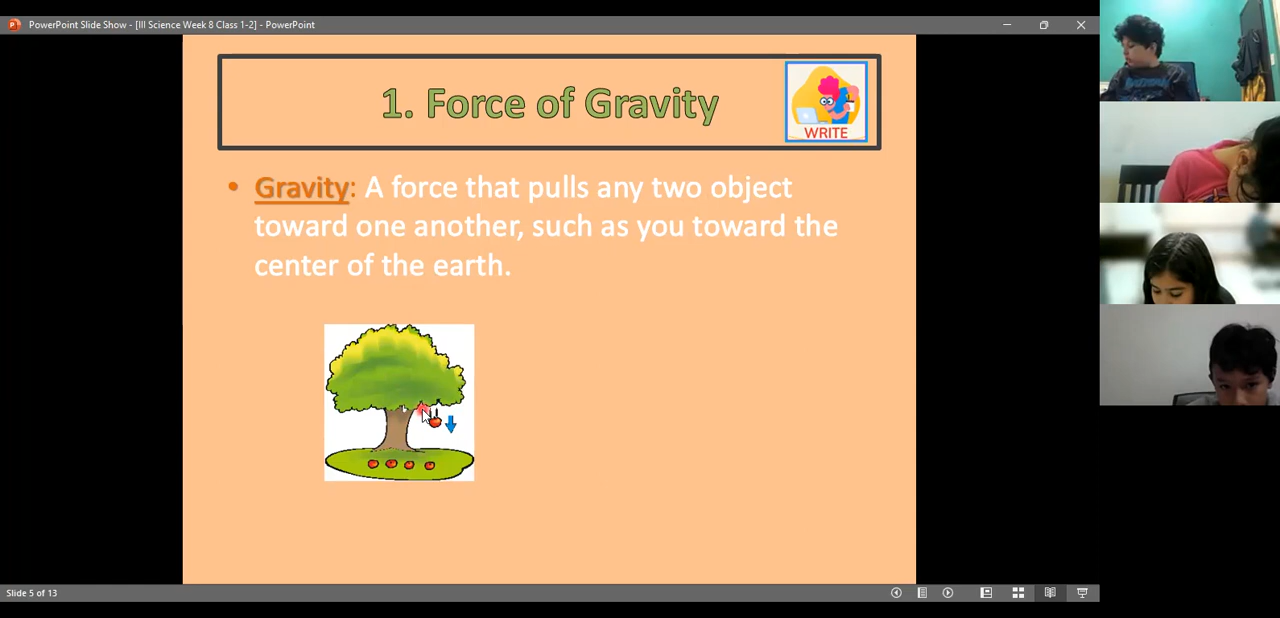 PowerPoint Slide Show - [III Science Week 8 Class 1-2] - PowerPoint
1. Force of Gravity
WRITE
• Gravity: A force that pulls any two object
toward one another, such as you toward the
center of the earth.
Slide 5 of 13